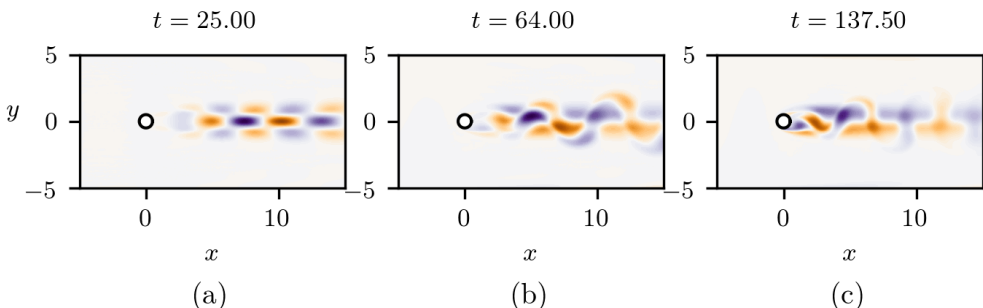 t = 25.00 t = 64.00 t = 137.50
5 5 5
y 0 0 0
−5 −5 −5
0 10 0 10 0 10
x x x
(a) (b) (c)